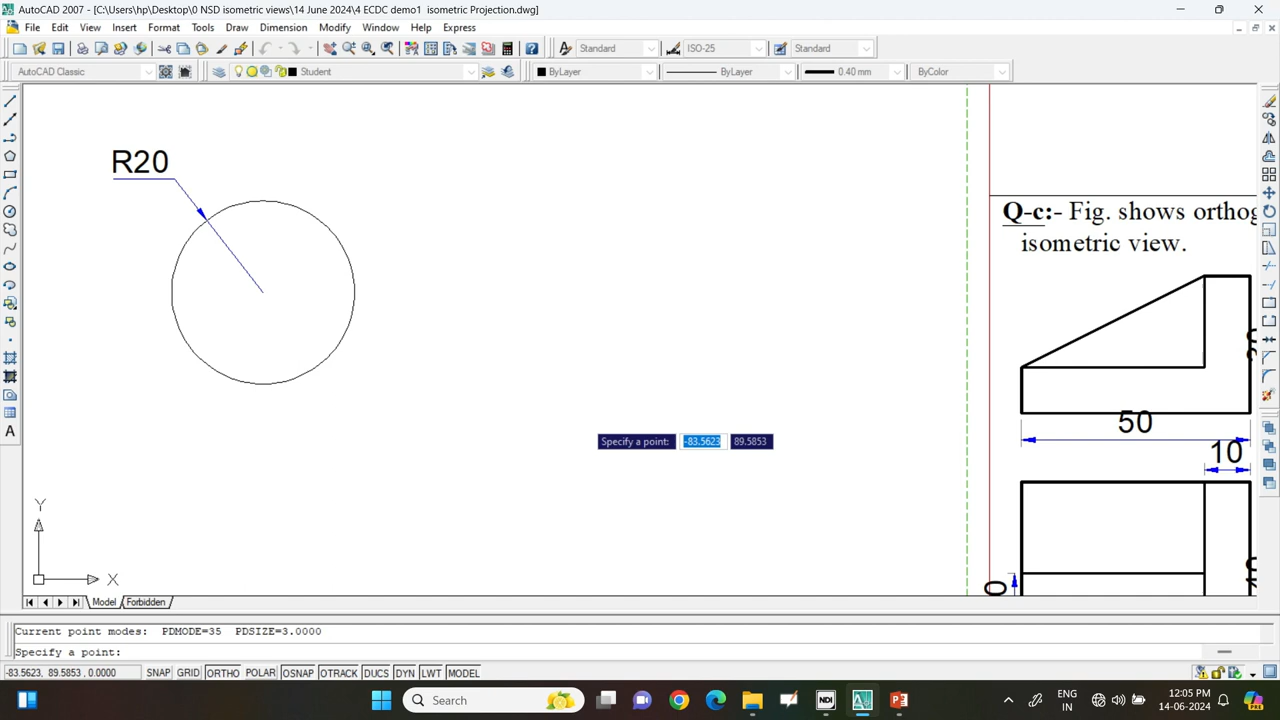 AutoCAD 2007 - [C:\Users\hp\Desktop\0 NSD isometric views\14 June 2024\4 ECDC demo1 isometric Projection.dwg]
File Edit View Insert Format Tools Draw Dimension Modify Window Help Express
Standard ISO-25 Standard
AutoCAD Classic Student ByLayer ByLayer 0.40 mm ByColor
R20
Q-c:- Fig. shows orthog
isometric view.
50
10
Specify a point: -83.5623 89.5853
Y
X
0
Model Forbidden
Current point modes: PDMODE=35 PDSIZE=3.0000
Specify a point:
-83.5623, 89.5853 , 0.0000 SNAP GRID ORTHO POLAR OSNAP OTRACK DUCS DYN LWT MODEL
Search
ENG
IN
12:05 PM
14-06-2024